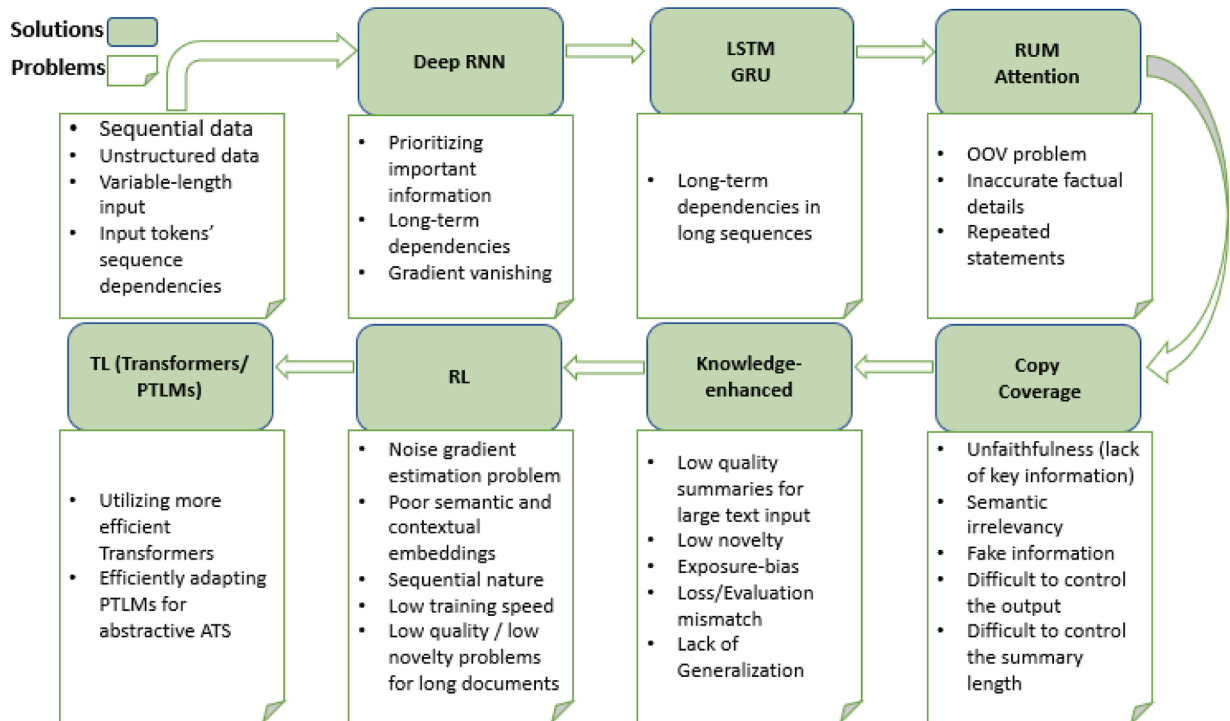 Solutions
Problems
Deep RNN
LSTM
GRU
RUM
Attention
• Sequential data
• Unstructured data
• Variable-length
input
• Input tokens’
sequence
dependencies
• Prioritizing
important
information
• Long-term
dependencies
• Gradient vanishing
• Long-term
dependencies in
long sequences
• OOV problem
• Inaccurate factual
details
• Repeated
statements
TL (Transformers/
PTLMs)
RL
Knowledge-
enhanced
Copy
Coverage
• Utilizing more
efficient
Transformers
• Efficiently adapting
PTLMs for
abstractive ATS
• Noise gradient
estimation problem
• Poor semantic and
contextual
embeddings
• Sequential nature
• Low training speed
• Low quality / low
novelty problems
for long documents
• Low quality
summaries for
large text input
• Low novelty
• Exposure-bias
• Loss/Evaluation
mismatch
• Lack of
Generalization
• Unfaithfulness (lack
of key information)
• Semantic
irrelevancy
• Fake information
• Difficult to control
the output
• Difficult to control
the summary
length